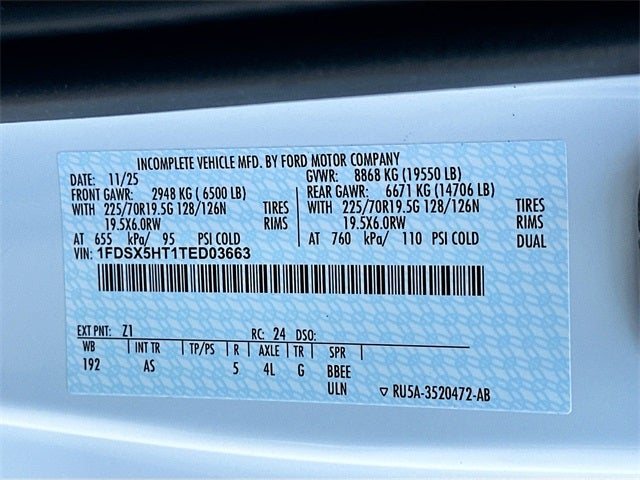 INCOMPLETE VEHICLE MFD. BY FORD MOTOR COMPANY
DATE: 11/25 GVWR: 8868 KG (19550 LB)
FRONT GAWR: 2948 KG ( 6500 LB) REAR GAWR: 6671 KG (14706 LB)
WITH 225/70R19.5G 128/126N TIRES WITH 225/70R19.5G 128/126N TIRES
19.5X6.0RW RIMS 19.5X6.0RW RIMS
AT 655 kPa/ 95 PSI COLD AT 760 kPa/ 110 PSI COLD DUAL
VIN: 1FDSX5HT1TED03663
EXT PNT: Z1 RC: 24 DSO:
WB INT TR TP/PS R AXLE TR SPR
192 AS 5 4L G BBEE
ULN ▽ RU5A-3520472-AB